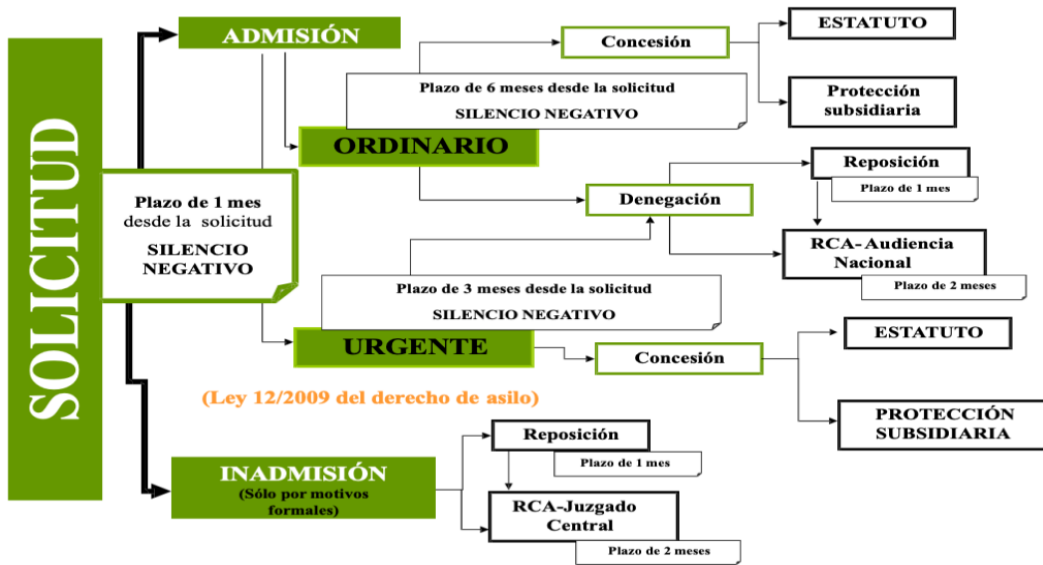 SOLICITUD
ADMISIÓN
Plazo de 1 mes
desde la solicitud
SILENCIO
NEGATIVO
Plazo de 6 meses desde la solicitud
SILENCIO NEGATIVO
ORDINARIO
Concesión
ESTATUTO
Protección
subsidiaria
Denegación
Reposición
Plazo de 1 mes
RCA- Audiencia
Nacional
Plazo de 2 meses
Plazo de 3 meses desde la solicitud
SILENCIO NEGATIVO
URGENTE
Concesión
ESTATUTO
PROTECCIÓN
SUBSIDIARIA
(Ley 12/2009 del derecho de asilo)
INADMISIÓN
(Sólo por motivos
formales)
Reposición
Plazo de 1 mes
RCA-Juzgado
Central
Plazo de 2 meses